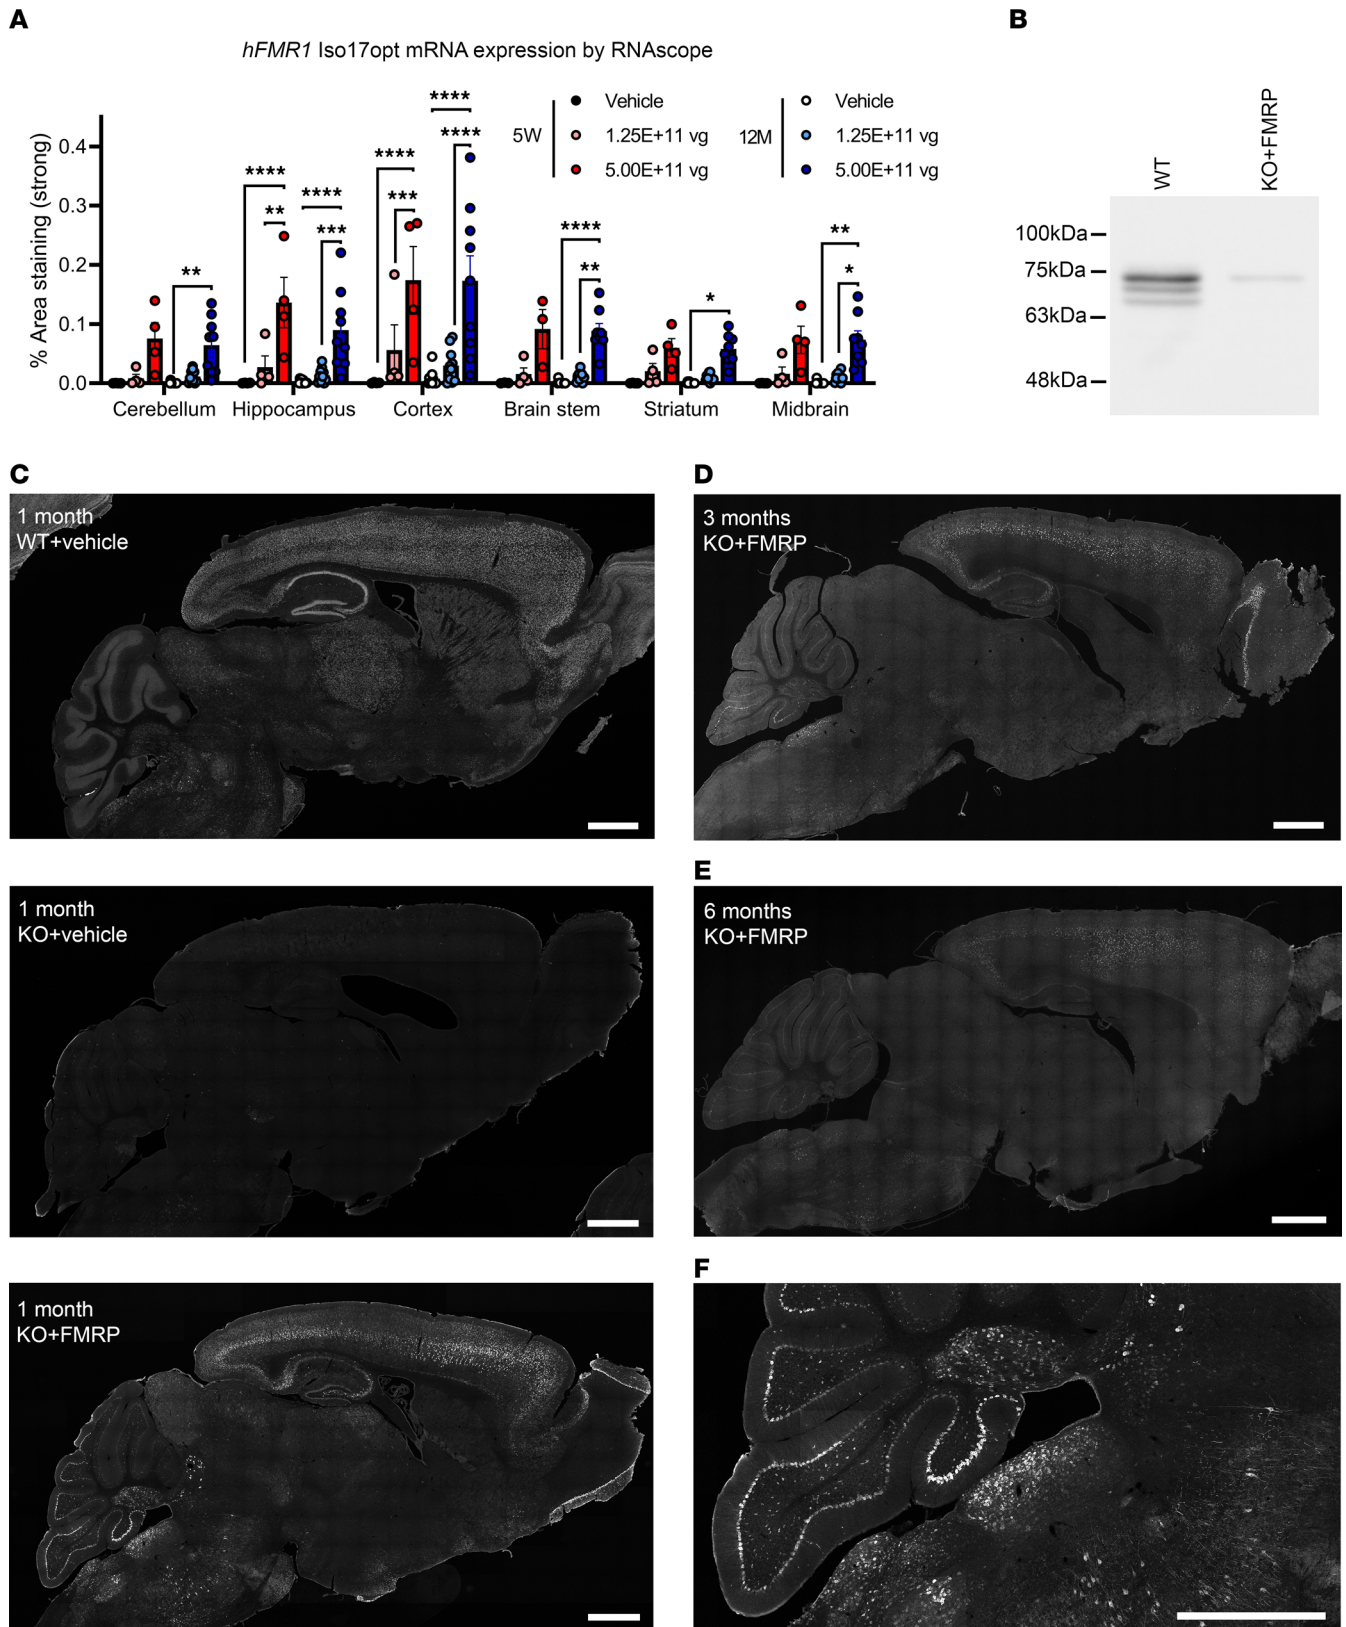 A
B
hFMR1 Iso17opt mRNA expression by RNAscope
% Area staining (strong)
0.4
0.3
0.2
0.1
0.0
5W
Vehicle
1.25E+11 vg
5.00E+11 vg
12M
Vehicle
1.25E+11 vg
5.00E+11 vg
****
**
****
***
**
****
***
****
****
****
**
*
**
*
Cerebellum Hippocampus Cortex Brain stem Striatum Midbrain
WT
KO+FMRP
100kDa
75kDa
63kDa
48kDa
C
1 month
WT+vehicle
D
3 months
KO+FMRP
1 month
KO+vehicle
E
6 months
KO+FMRP
1 month
KO+FMRP
F